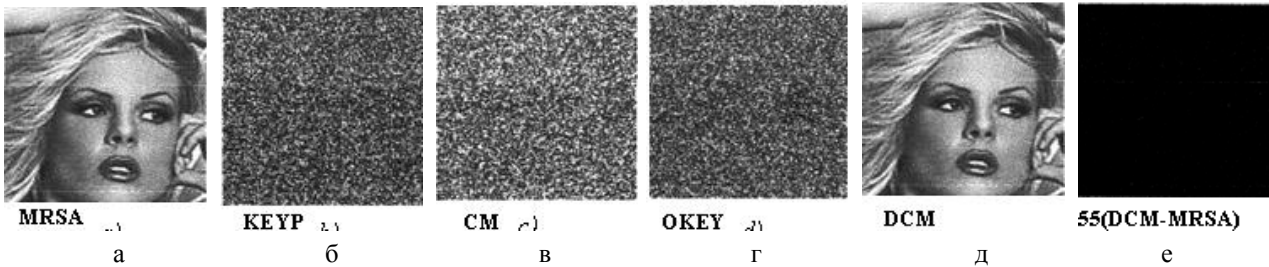 MRSA KEYP CM c) OKEY d) DCM 55(DCM-MRSA)
а б в г д е